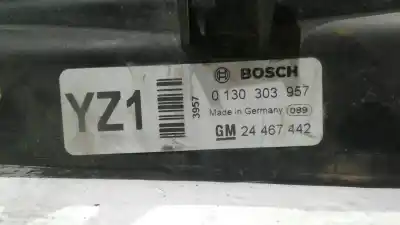 BOSCH
YZ1
3957
0 130 303 957
Made in Germany 089
GM 24 467 442